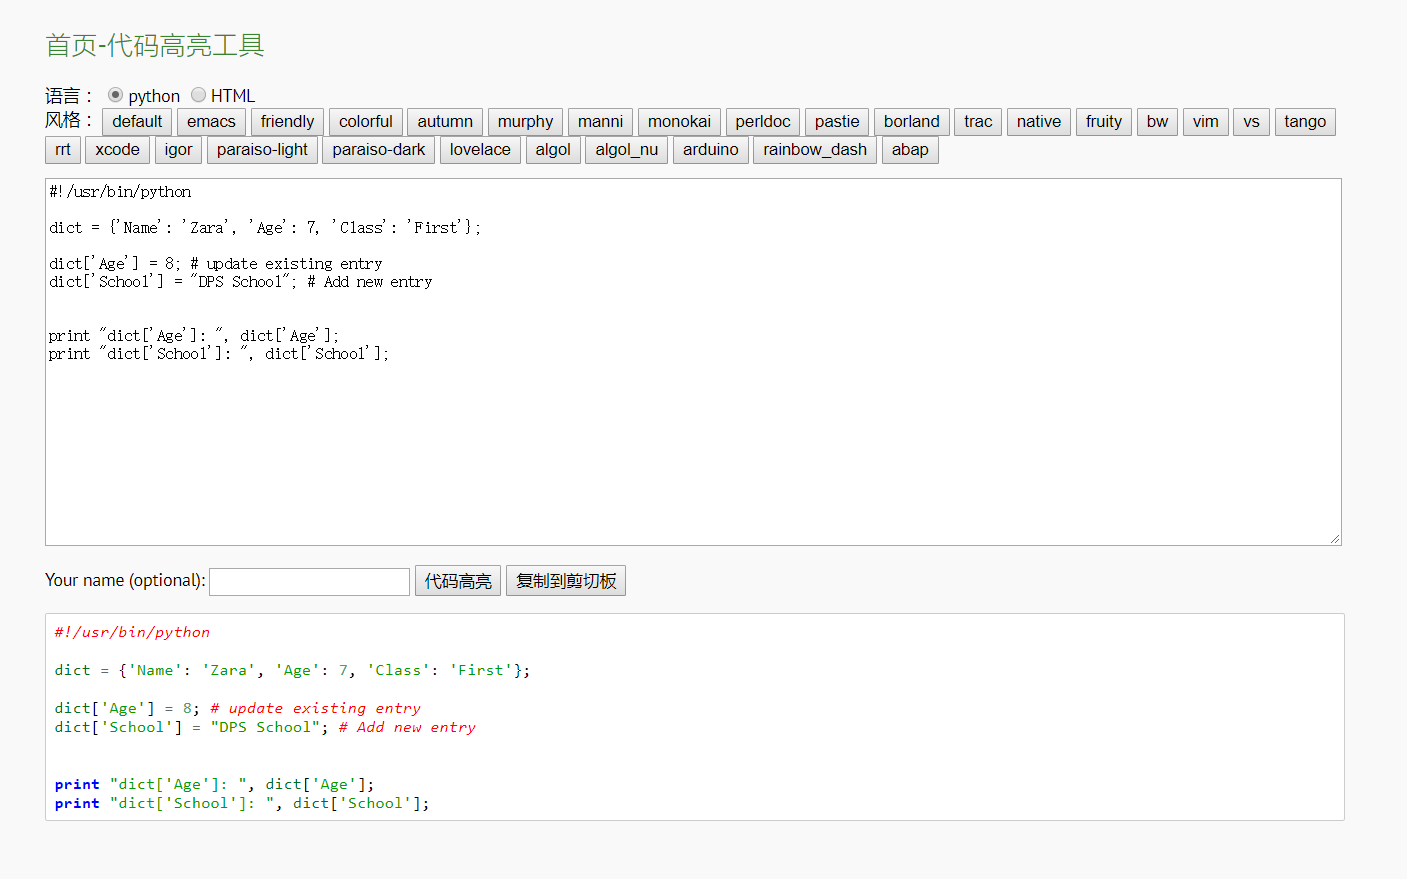 首页-代码高亮工具
语言： python HTML
风格： default emacs friendly colorful autumn murphy manni monokai perldoc pastie borland trac native fruity bw vim vs tango
rrt xcode igor paraiso-light paraiso-dark lovelace algol algol_nu arduino rainbow_dash abap
#!/usr/bin/python
dict = {'Name': 'Zara', 'Age': 7, 'Class': 'First'};
dict['Age'] = 8; # update existing entry
dict['School'] = "DPS School"; # Add new entry
print "dict['Age']: ", dict['Age'];
print "dict['School']: ", dict['School'];
Your name (optional): 代码高亮 复制到剪切板
#!/usr/bin/python
dict = {'Name': 'Zara', 'Age': 7, 'Class': 'First'};
dict['Age'] = 8; # update existing entry
dict['School'] = "DPS School"; # Add new entry
print "dict['Age']: ", dict['Age'];
print "dict['School']: ", dict['School'];